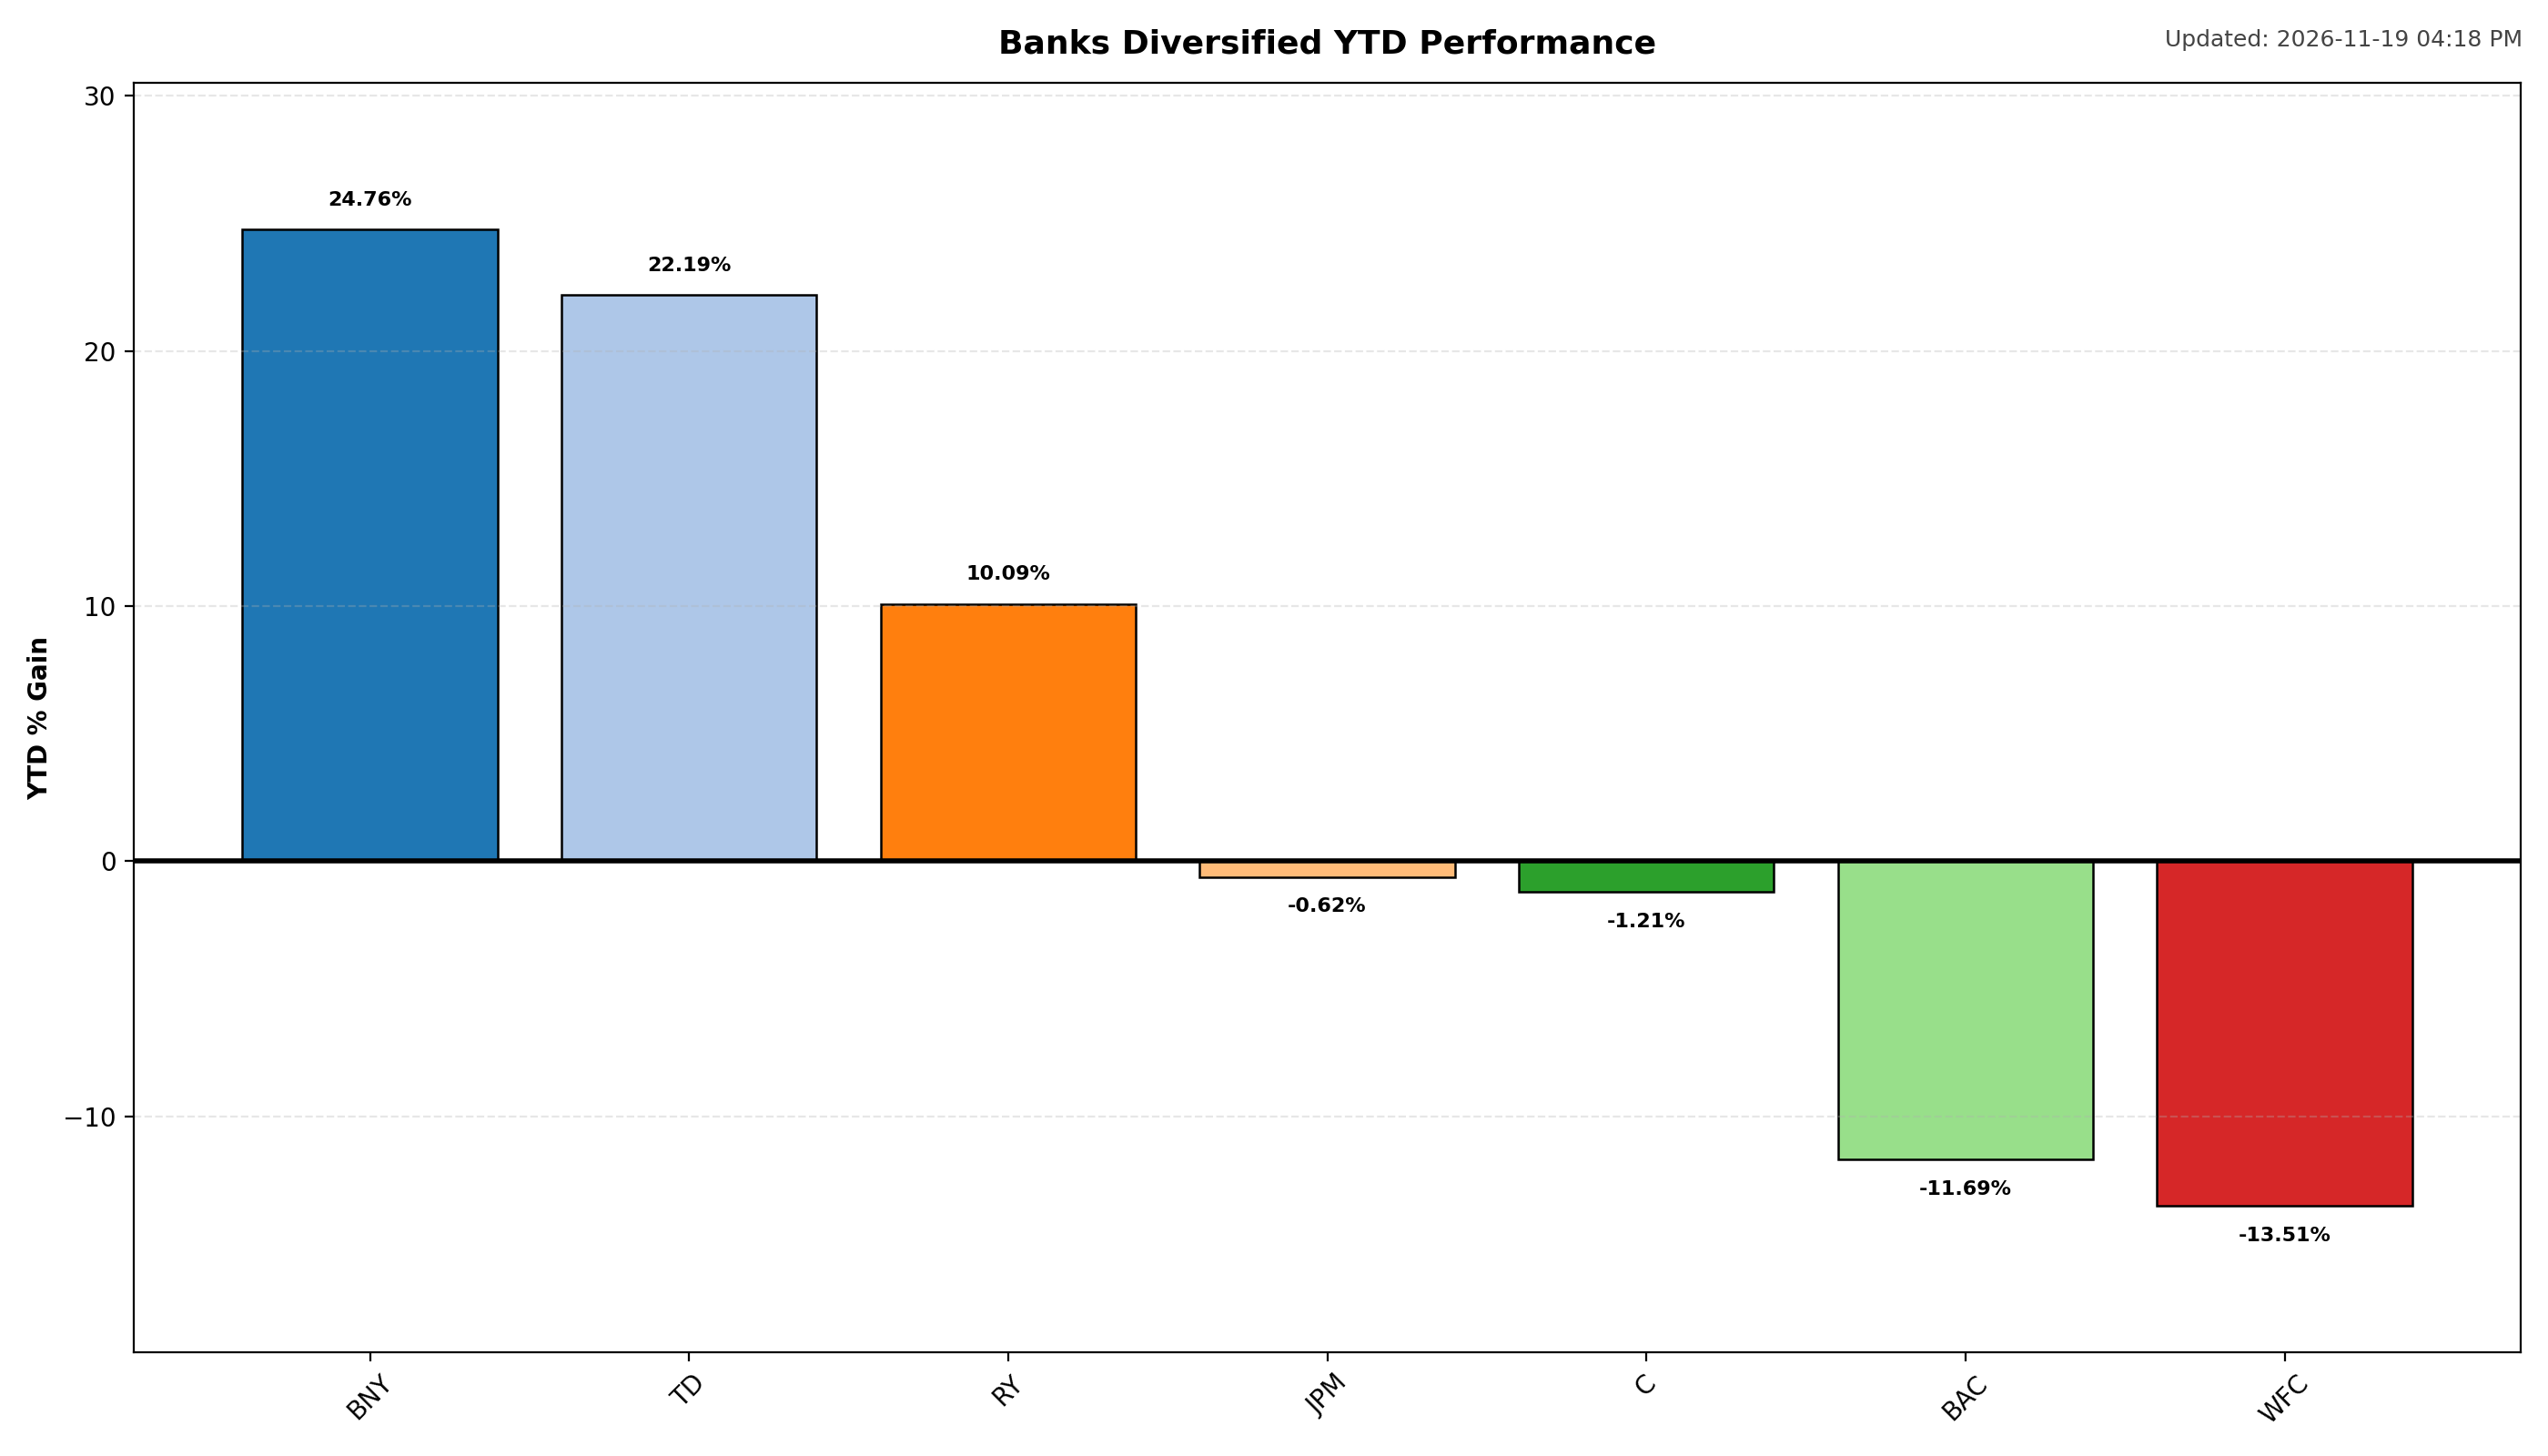 Banks Diversified YTD Performance
Updated: 2026-11-19 04:18 PM
YTD % Gain
30
20
10
0
−10
24.76%
22.19%
10.09%
-0.62%
-1.21%
-11.69%
-13.51%
BNY
TD
RY
JPM
C
BAC
WFC